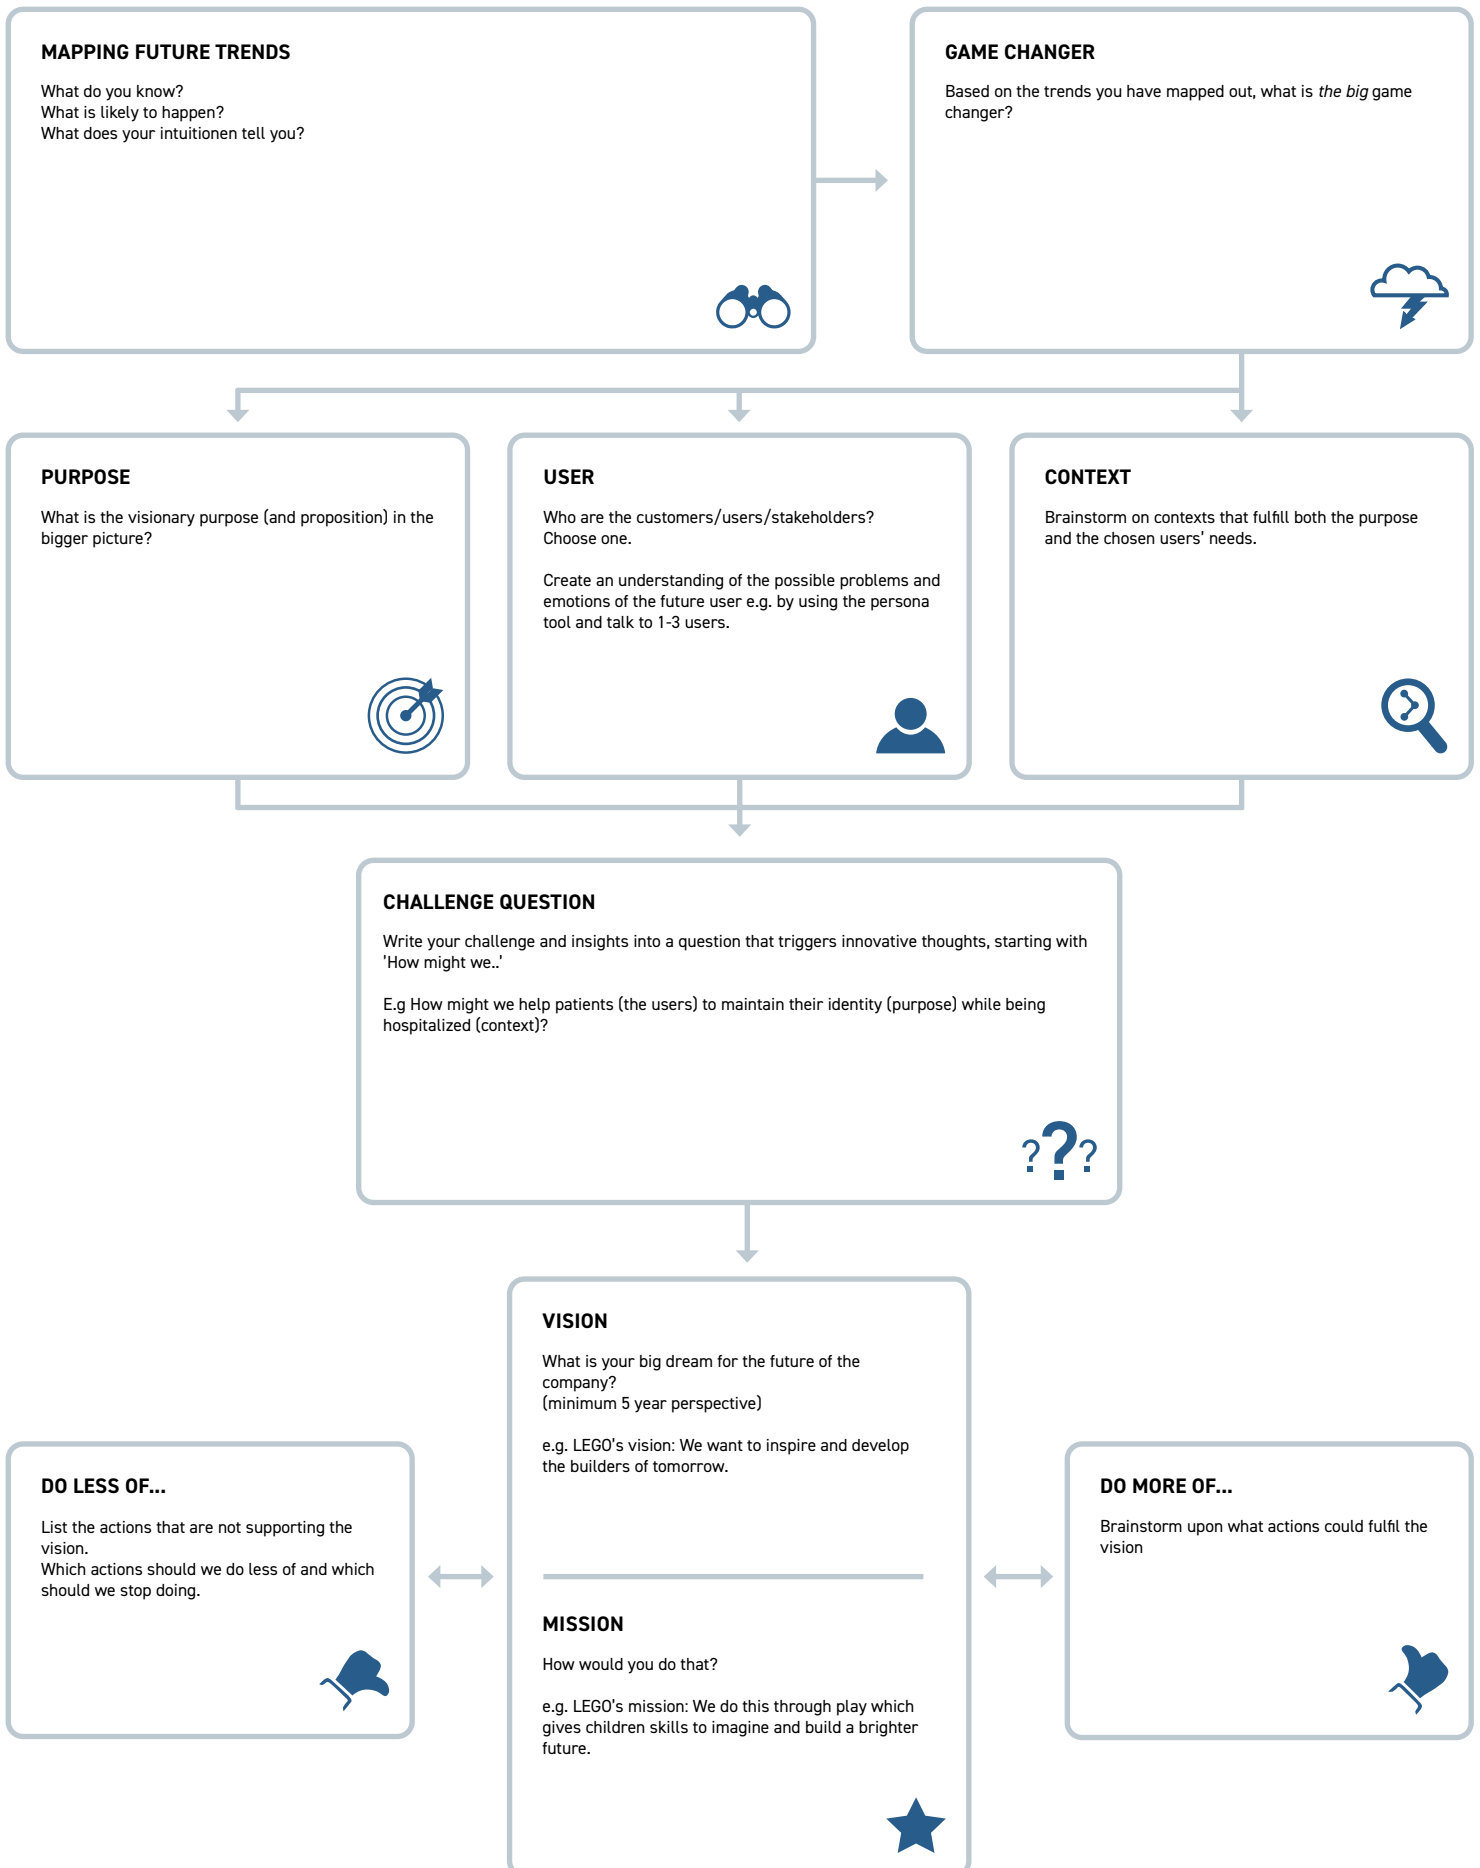 MAPPING FUTURE TRENDS
What do you know?
What is likely to happen?
What does your intuitionen tell you?
GAME CHANGER
Based on the trends you have mapped out, what is the big game
changer?
PURPOSE
What is the visionary purpose (and proposition) in the
bigger picture?
USER
Who are the customers/users/stakeholders?
Choose one.
Create an understanding of the possible problems and
emotions of the future user e.g. by using the persona
tool and talk to 1-3 users.
CONTEXT
Brainstorm on contexts that fulfill both the purpose
and the chosen users' needs.
CHALLENGE QUESTION
Write your challenge and insights into a question that triggers innovative thoughts, starting with
'How might we..'
E.g How might we help patients (the users) to maintain their identity (purpose) while being
hospitalized (context)?
???
VISION
What is your big dream for the future of the
company?
(minimum 5 year perspective)
e.g. LEGO's vision: We want to inspire and develop
the builders of tomorrow.
MISSION
How would you do that?
e.g. LEGO's mission: We do this through play which
gives children skills to imagine and build a brighter
future.
DO LESS OF...
List the actions that are not supporting the
vision.
Which actions should we do less of and which
should we stop doing.
DO MORE OF...
Brainstorm upon what actions could fulfil the
vision